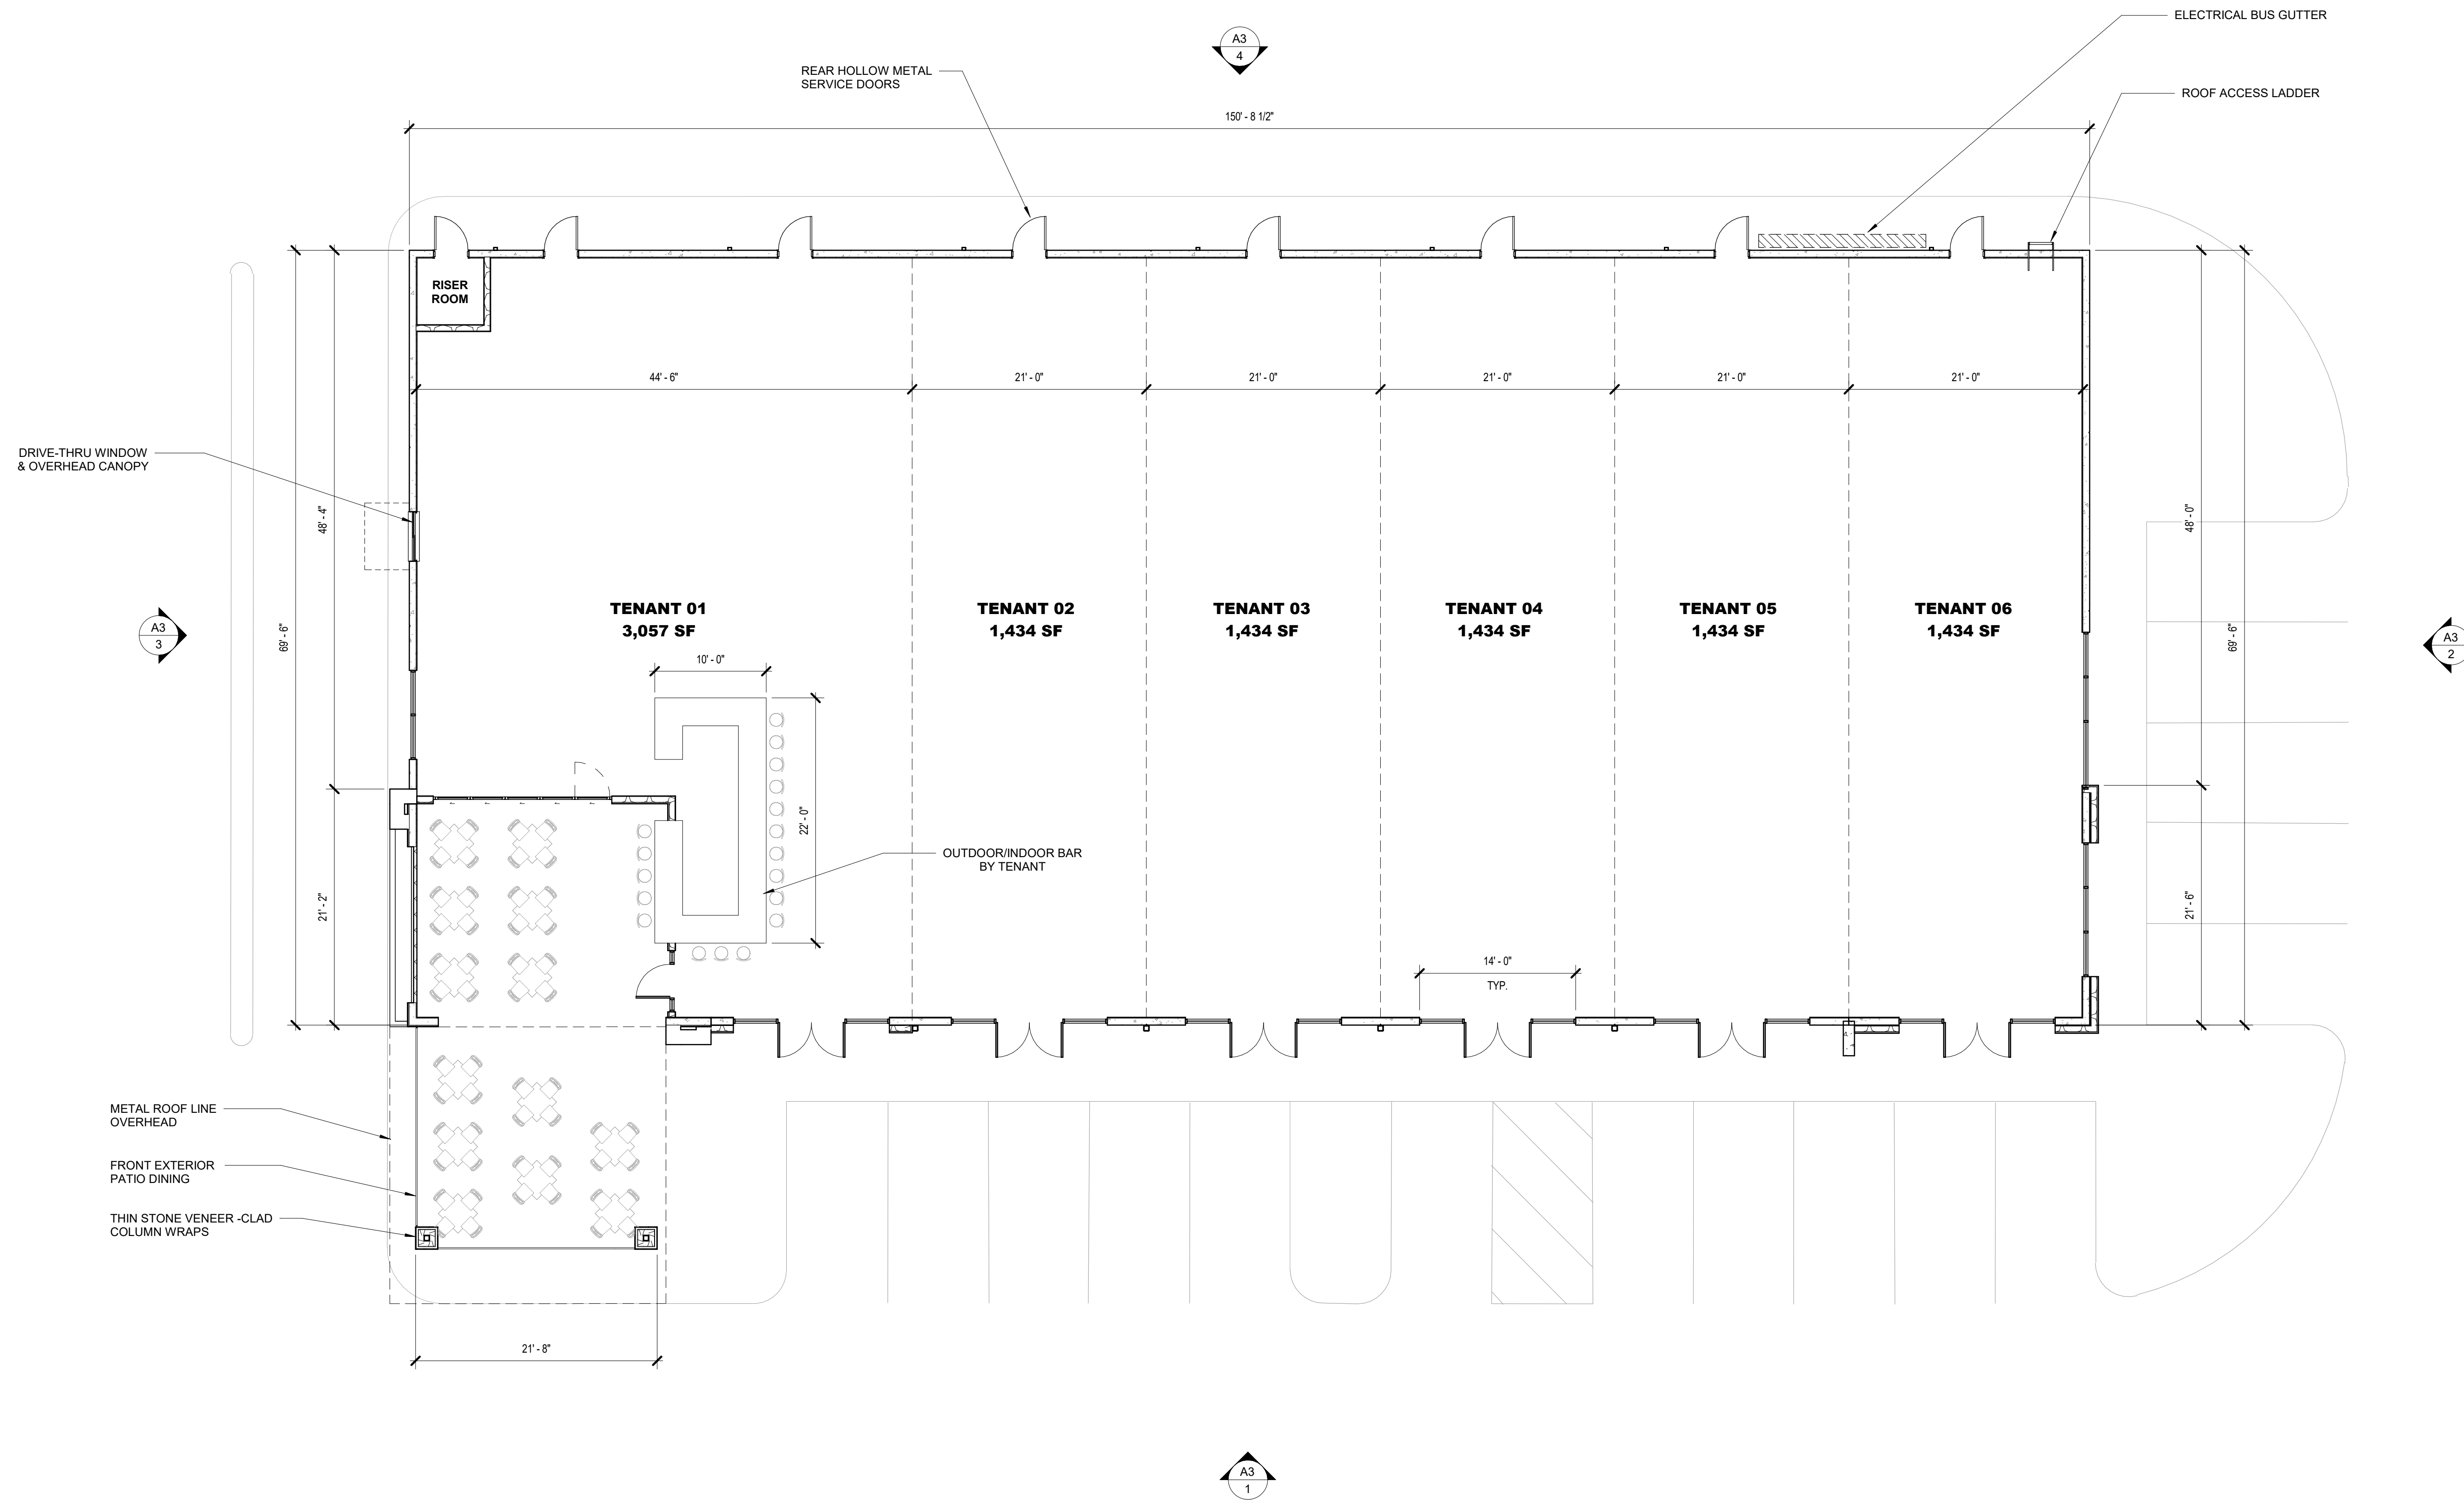 ELECTRICAL BUS GUTTER
A3
4
REAR HOLLOW METAL
SERVICE DOORS
ROOF ACCESS LADDER
150' - 8 1/2"
RISER
ROOM
44' - 6"
21' - 0"
21' - 0"
21' - 0"
21' - 0"
21' - 0"
DRIVE-THRU WINDOW
& OVERHEAD CANOPY
48' - 4"
48' - 0"
69' - 6"
69' - 6"
A3
3
TENANT 01
3,057 SF
TENANT 02
1,434 SF
TENANT 03
1,434 SF
TENANT 04
1,434 SF
TENANT 05
1,434 SF
TENANT 06
1,434 SF
A3
2
10' - 0"
22' - 0"
OUTDOOR/INDOOR BAR
BY TENANT
21' - 2"
21' - 6"
14' - 0"
TYP.
METAL ROOF LINE
OVERHEAD
FRONT EXTERIOR
PATIO DINING
THIN STONE VENEER -CLAD
COLUMN WRAPS
21' - 8"
A3
1